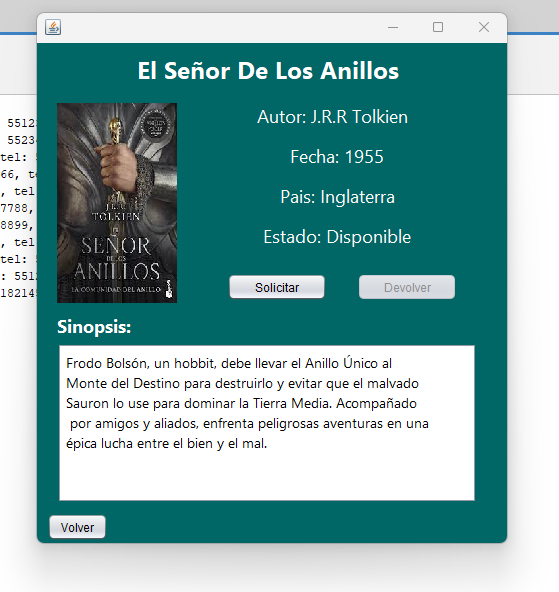 El Señor De Los Anillos
Autor: J.R.R Tolkien
Fecha: 1955
Pais: Inglaterra
Estado: Disponible
Solicitar
Devolver
J.R.R.
TOLKIEN
EL
SEÑOR
DE LOS
ANILLOS
LA COMUNIDAD DEL ANILLO
Sinopsis:
Frodo Bolsón, un hobbit, debe llevar el Anillo Único al
Monte del Destino para destruirlo y evitar que el malvado
Sauron lo use para dominar la Tierra Media. Acompañado
por amigos y aliados, enfrenta peligrosas aventuras en una
épica lucha entre el bien y el mal.
Volver
tel:
66, te
, tel
7788,
8899,
, tel
tel:
182145